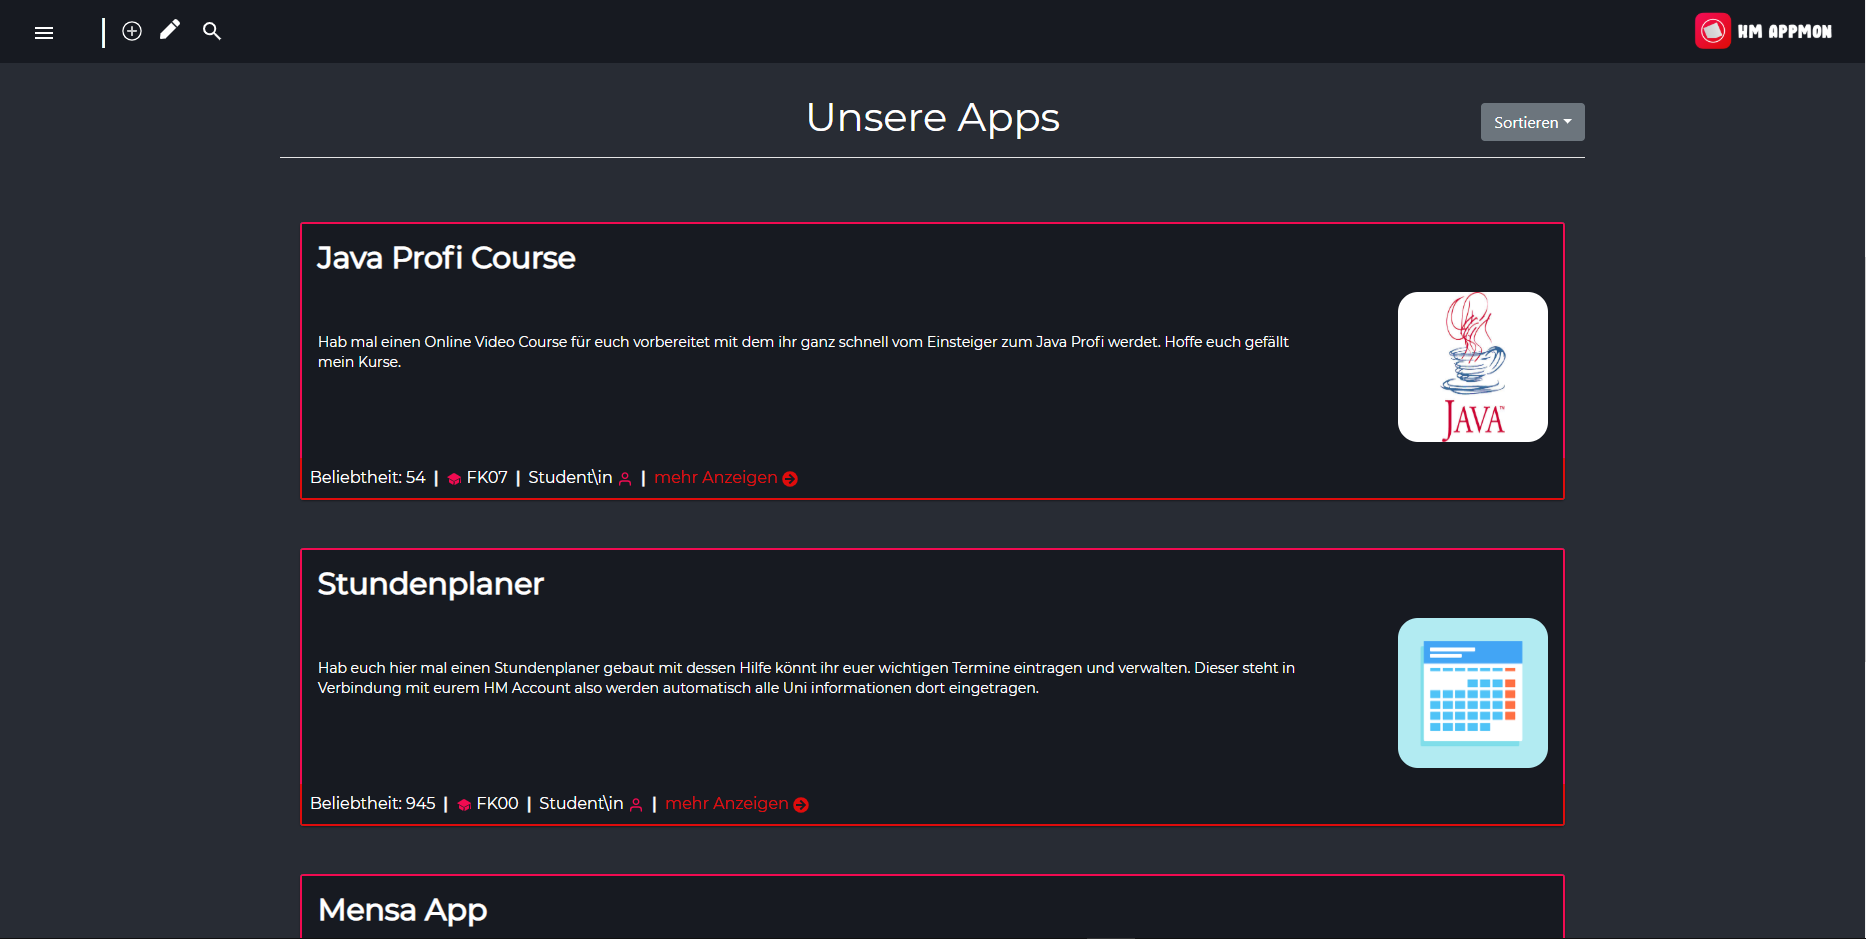 HM APPMON
Unsere Apps
Sortieren
Java Profi Course
Hab mal einen Online Video Course für euch vorbereitet mit dem ihr ganz schnell vom Einsteiger zum Java Profi werdet. Hoffe euch gefällt
mein Kurse.
JAVA™
Beliebtheit: 54 | FK07 | Student\in | mehr Anzeigen
Stundenplaner
Hab euch hier mal einen Stundenplaner gebaut mit dessen Hilfe könnt ihr euer wichtigen Termine eintragen und verwalten. Dieser steht in
Verbindung mit eurem HM Account also werden automatisch alle Uni informationen dort eingetragen.
Beliebtheit: 945 | FK00 | Student\in | mehr Anzeigen
Mensa App